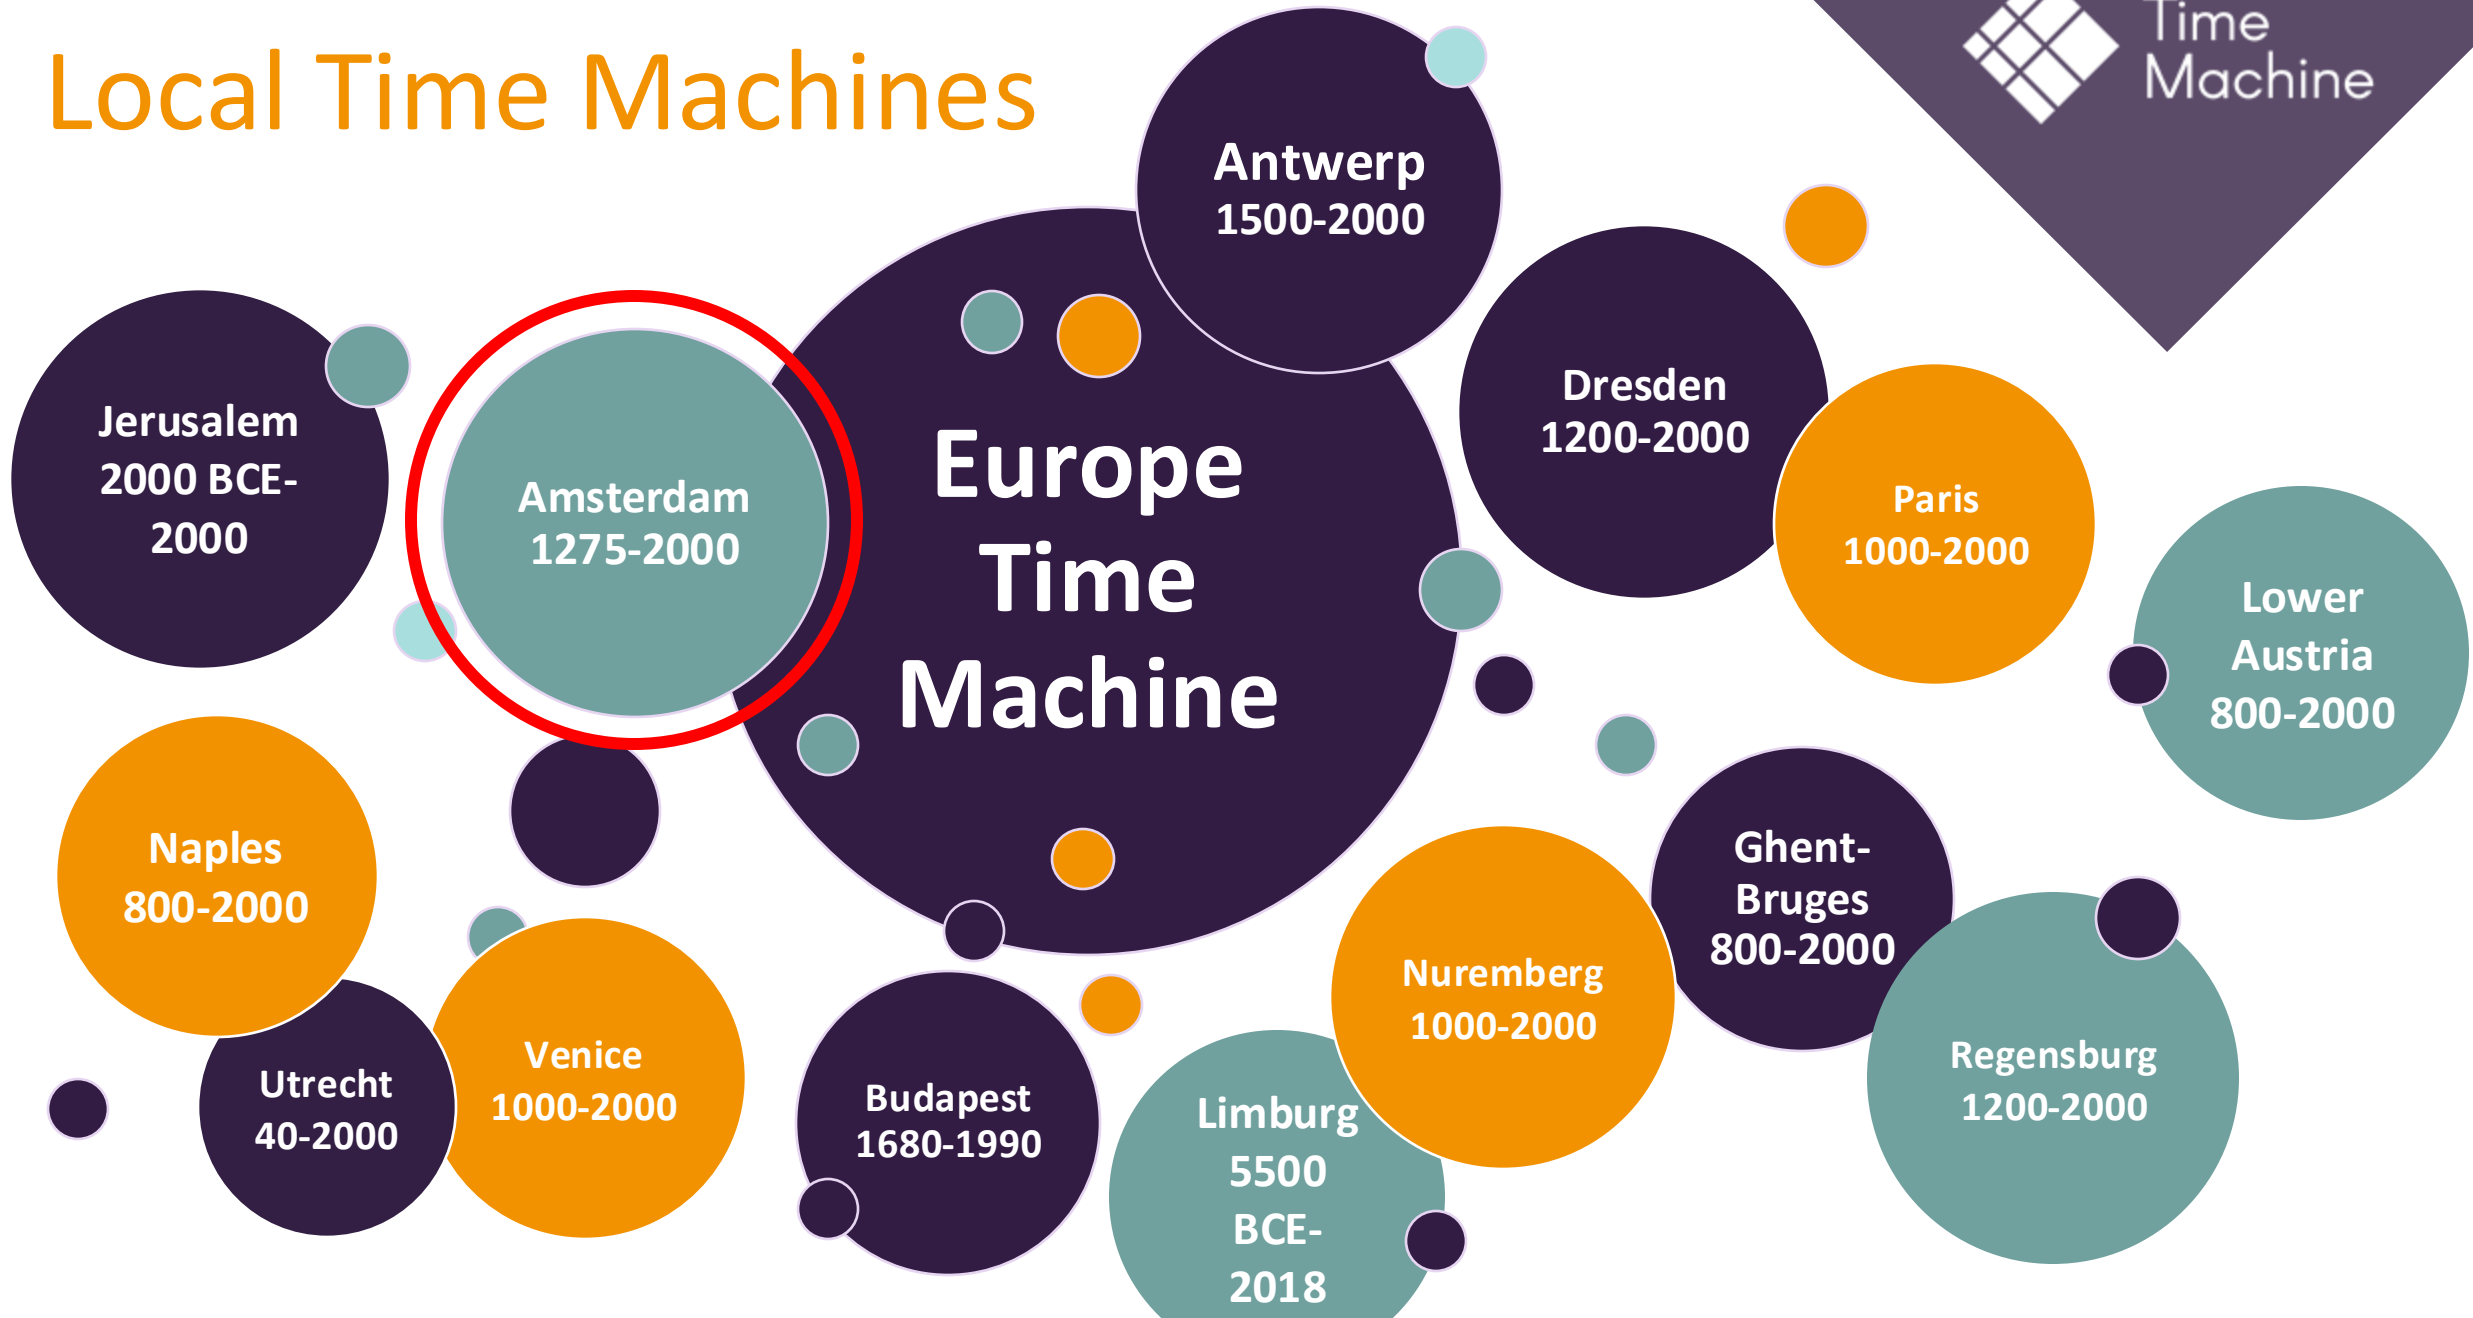 Local Time Machines
Time
Machine
Antwerp
1500-2000
Jerusalem
2000 BCE-
2000
Amsterdam
1275-2000
Europe
Time
Machine
Dresden
1200-2000
Paris
1000-2000
Lower
Austria
800-2000
Naples
800-2000
Utrecht
40-2000
Venice
1000-2000
Budapest
1680-1990
Limburg
5500
BCE-
2018
Nuremberg
1000-2000
Ghent-
Bruges
800-2000
Regensburg
1200-2000